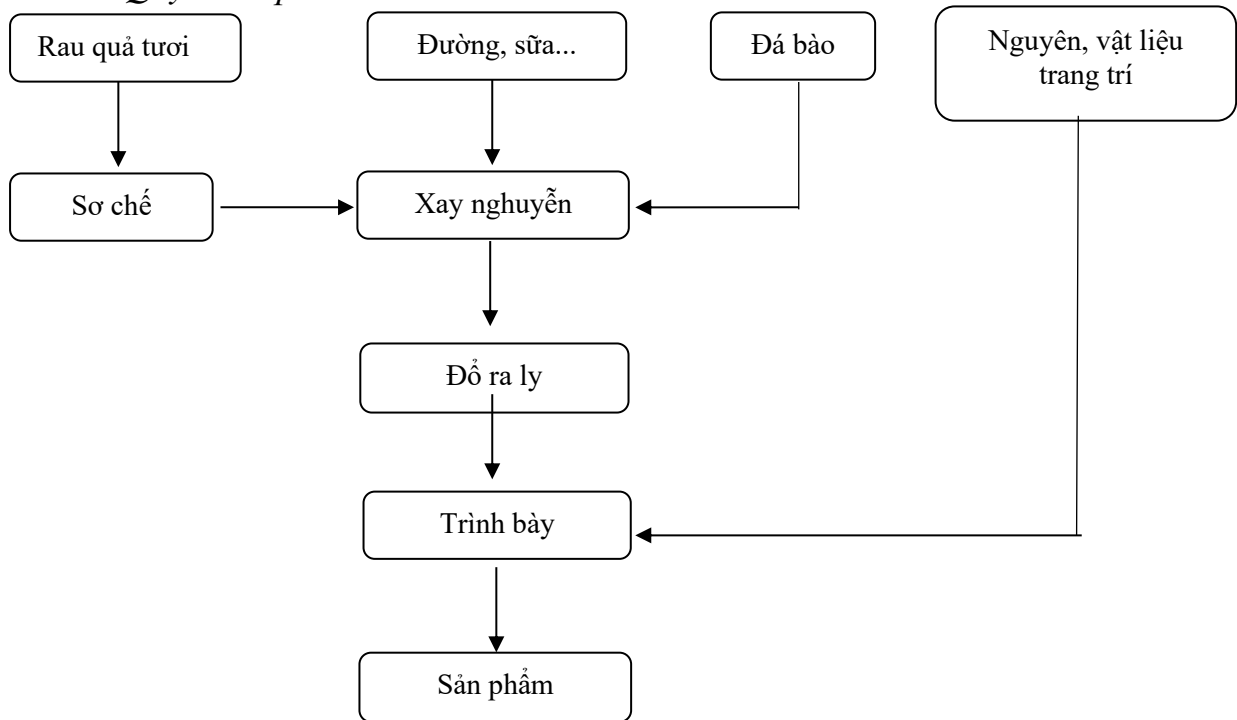 Rau quả tươi
Đường, sữa...
Đá bào
Nguyên, vật liệu
trang trí
Sơ chế
Xay nghuyễn
Đổ ra ly
Trình bày
Sản phẩm